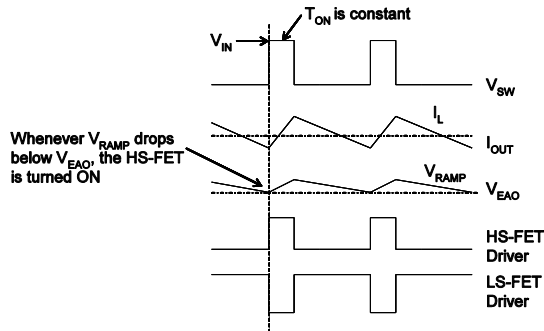 T_ON is constant
V_IN
V_SW
I_L
I_OUT
Whenever V_RAMP drops
below V_EAO, the HS-FET
is turned ON
V_RAMP
V_EAO
HS-FET
Driver
LS-FET
Driver